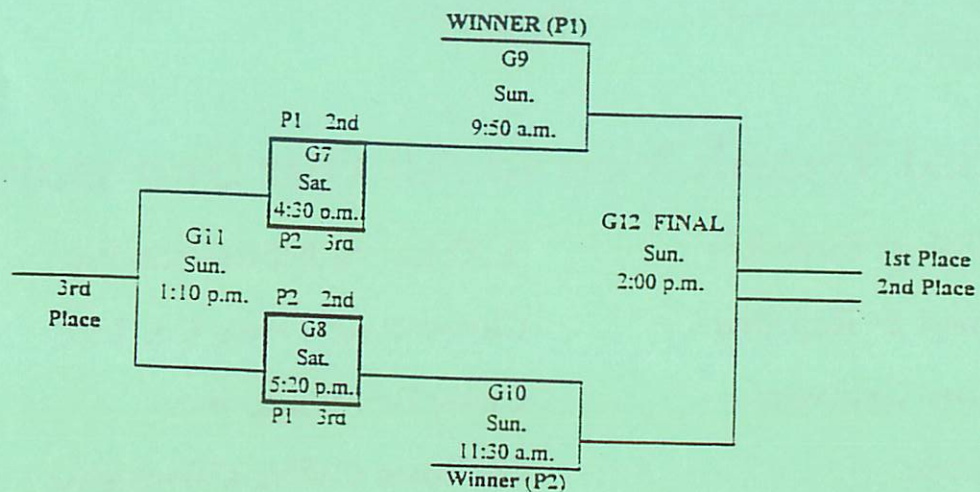 WINNER (P1)
G9
Sun.
9:50 a.m.
P1 2nd
G7
Sat.
4:30 p.m.
P2 3rd
G11
Sun.
1:10 p.m.
3rd
Place
P2 2nd
G8
Sat.
5:20 p.m.
P1 3rd
G10
Sun.
11:30 a.m.
Winner (P2)
G12 FINAL
Sun.
2:00 p.m.
1st Place
2nd Place